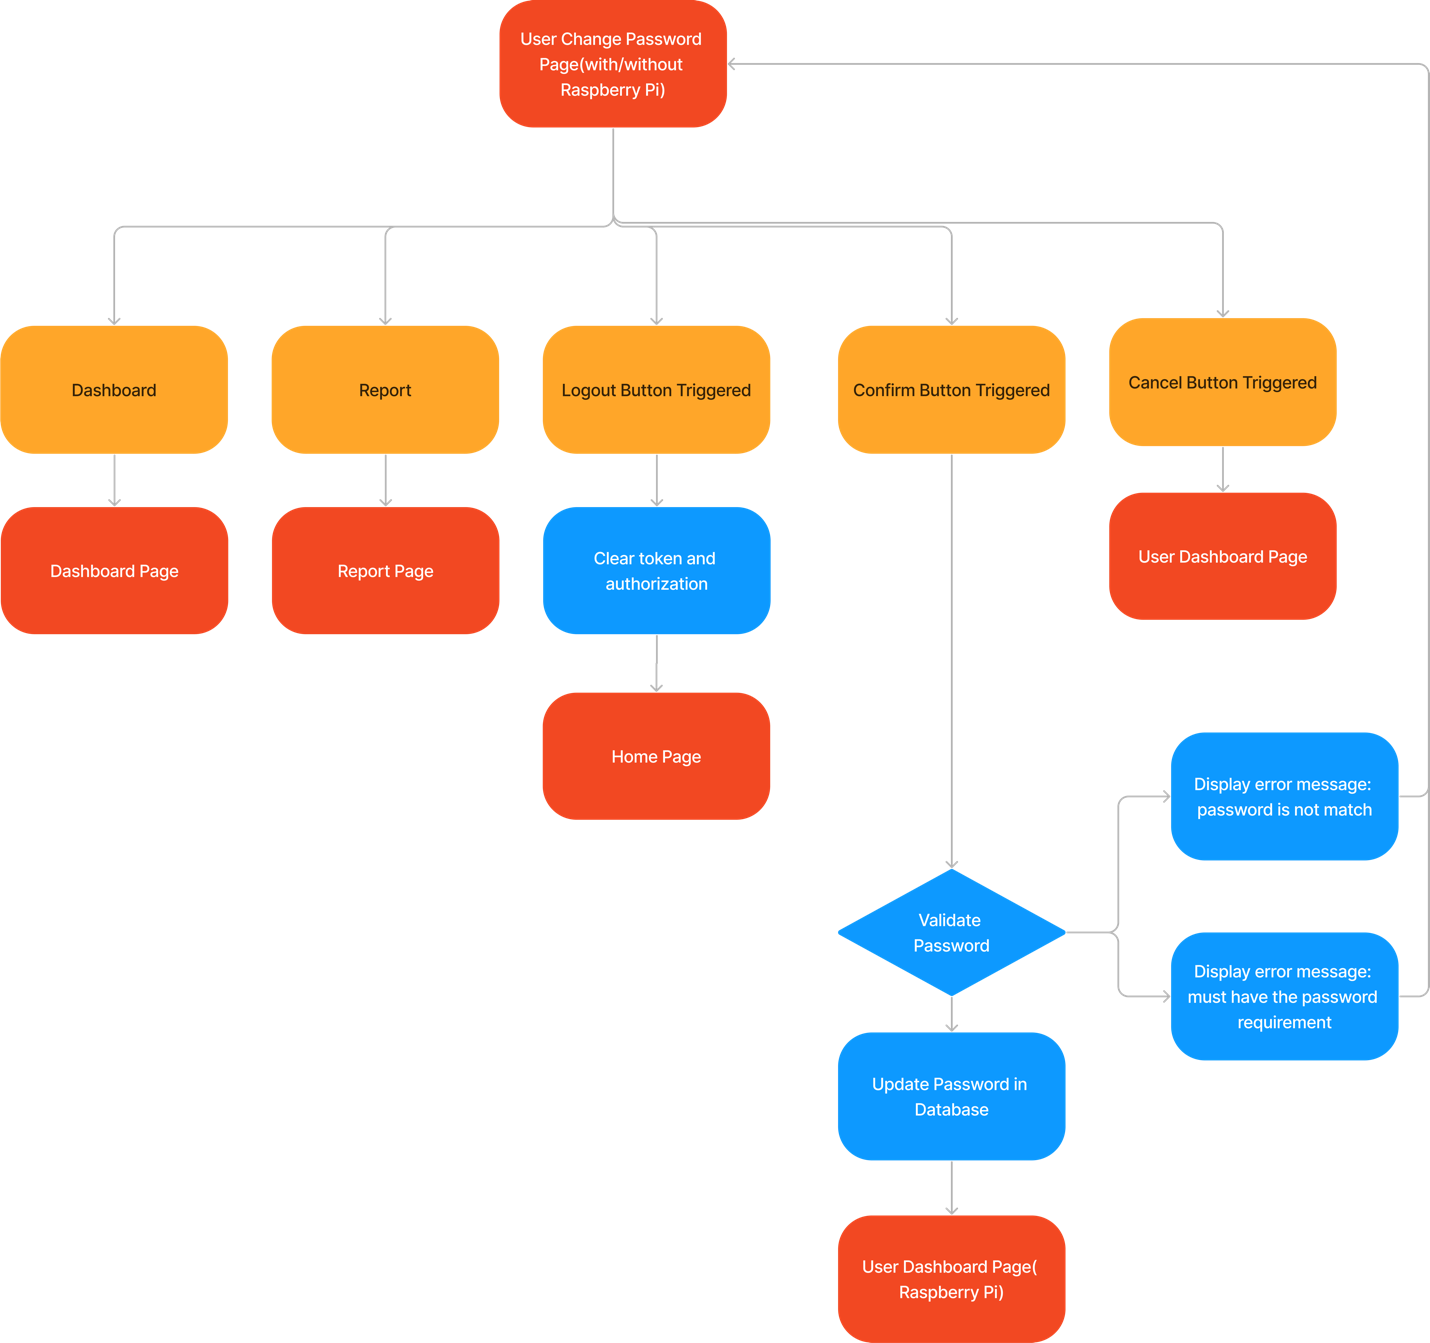 User Change Password
Page(with/without
Raspberry Pi)
Dashboard
Report
Logout Button Triggered
Confirm Button Triggered
Cancel Button Triggered
Dashboard Page
Report Page
Clear token and
authorization
User Dashboard Page
Home Page
Display error message:
password is not match
Validate
Password
Display error message:
must have the password
requirement
Update Password in
Database
User Dashboard Page(
Raspberry Pi)